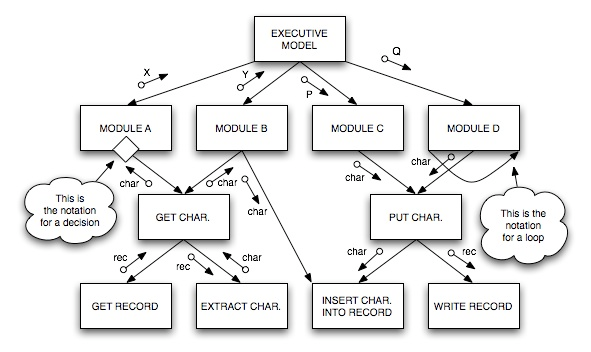 EXECUTIVE
MODEL
X
Y
P
Q
MODULE A
MODULE B
MODULE C
MODULE D
char
char
char
char
char
This is
the notation
for a decision
GET CHAR.
PUT CHAR.
This is the
notation
for a loop
rec
rec
char
char
rec
GET RECORD
EXTRACT CHAR.
INSERT CHAR.
INTO RECORD
WRITE RECORD